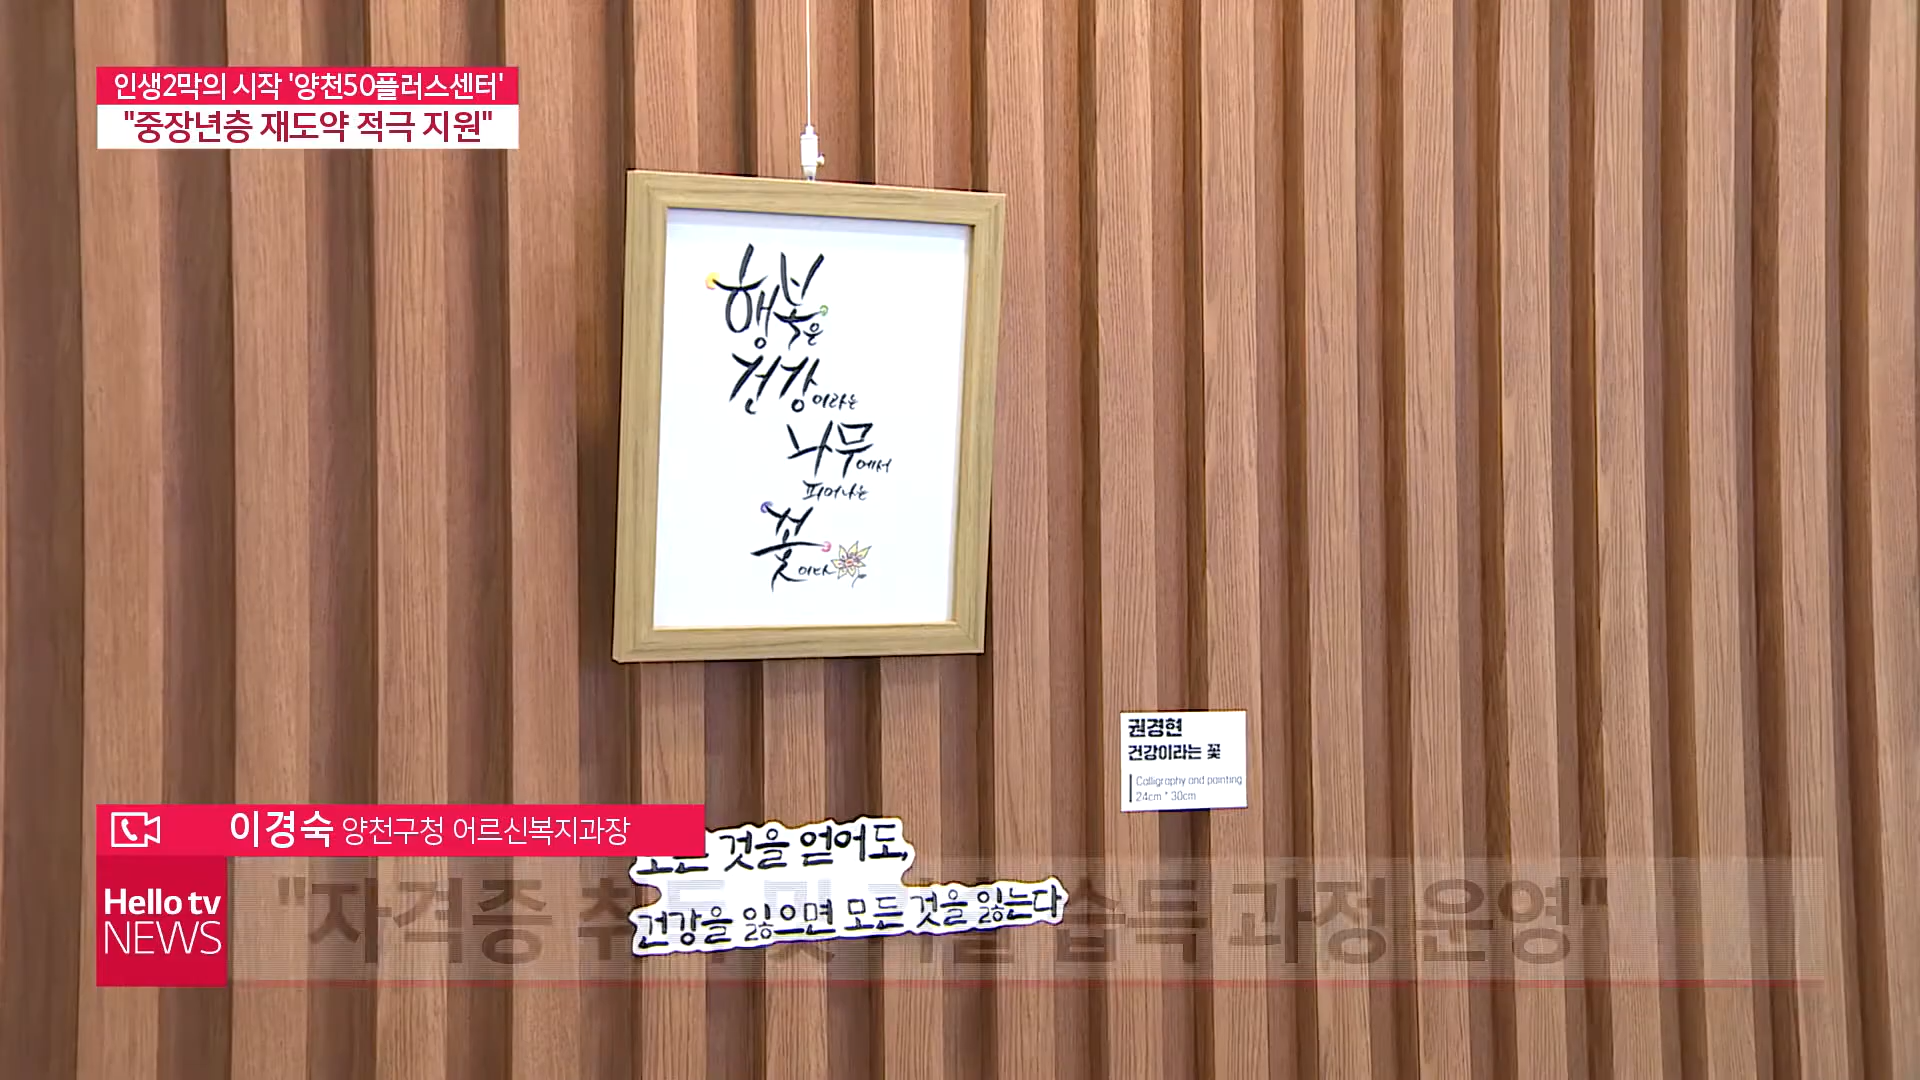 인생2막의 시작 '양천50플러스센터'
"중장년층 재도약 적극 지원"
행복은
건강이라는
나무에서
피어나는
꽃이다
권경현
건강이라는 꽃
Calligraphy and painting
24cm * 30cm
이경숙 양천구청 어르신복지과장
것을 얻어도,
건강을 잃으면 모든 것을 잃는다
Hello tv
NEWS
"자격증 취득 및 기술 습득 과정 운영"